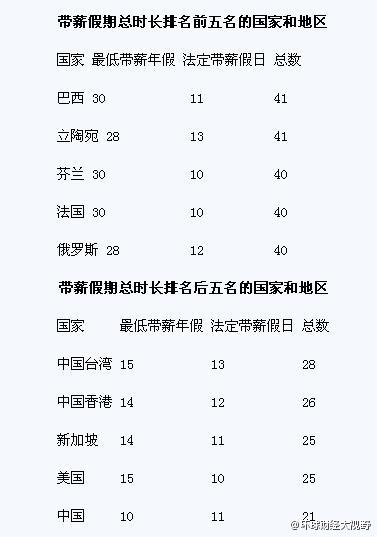 带薪假期总时长排名前五名的国家和地区
国家 最低带薪年假 法定带薪假日 总数
巴西 30 11 41
立陶宛 28 13 41
芬兰 30 10 40
法国 30 10 40
俄罗斯 28 12 40
带薪假期总时长排名后五名的国家和地区
国家 最低带薪年假 法定带薪假日 总数
中国台湾 15 13 28
中国香港 14 12 26
新加坡 14 11 25
美国 15 10 25
中国 10 11 21
@环球财经大视野